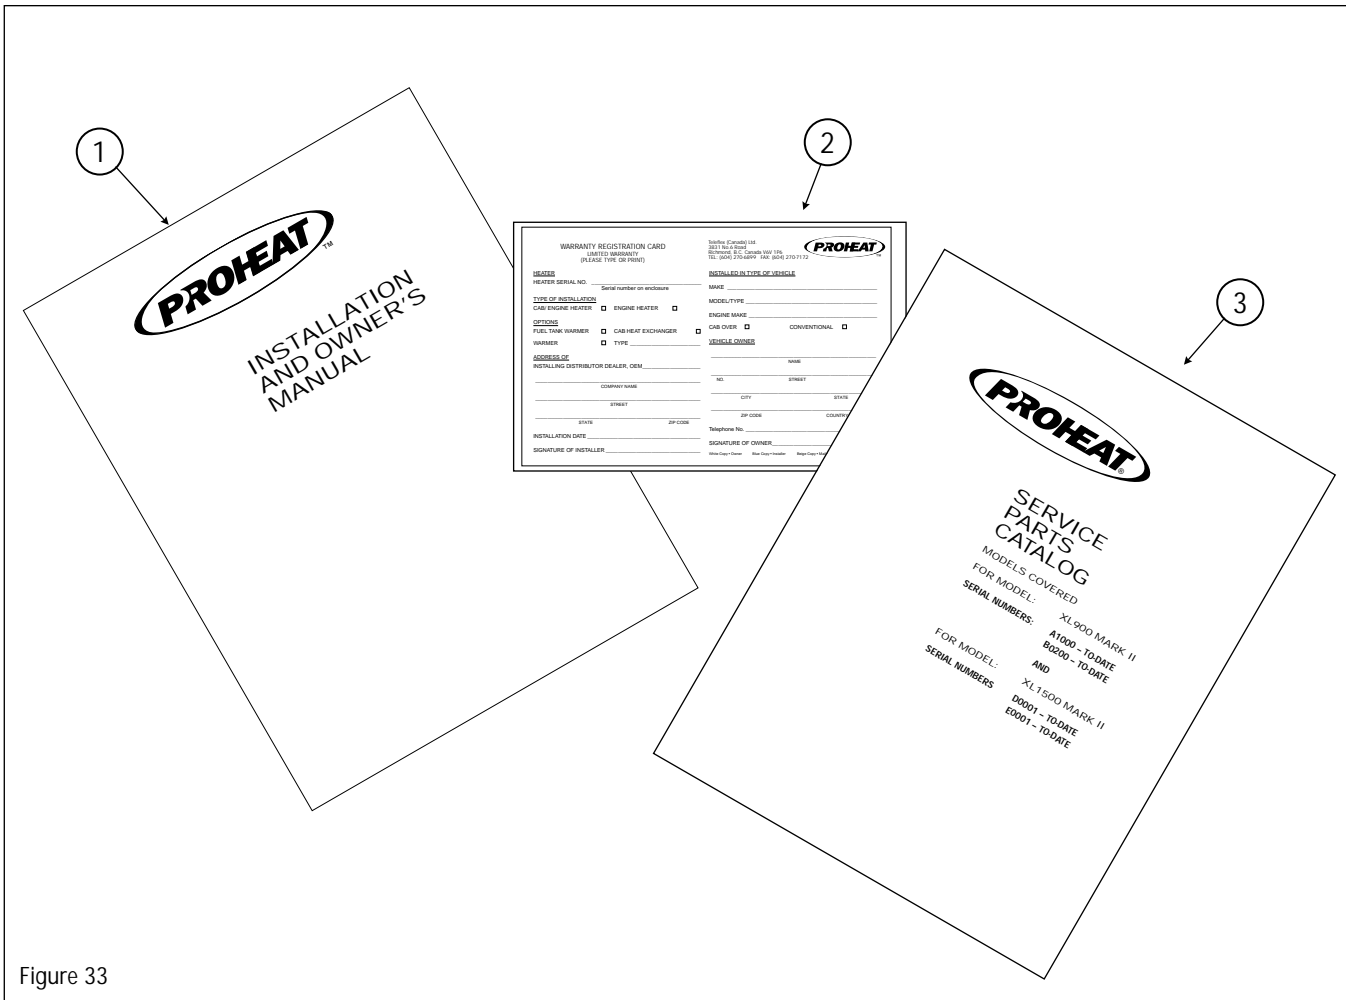 1
PROHEAT
TM
INSTALLATION
AND OWNER'S
MANUAL
2
WARRANTY REGISTRATION CARD
LIMITED WARRANTY
(PLEASE TYPE OR PRINT)
HEATER
HEATER SERIAL NO.
Serial number on enclosure
TYPE OF INSTALLATION
CAB/ ENGINE HEATER ENGINE HEATER
OPTIONS
FUEL TANK WARMER CAB HEAT EXCHANGER
WARMER TYPE
ADDRESS OF
INSTALLING DISTRIBUTOR DEALER, OEM
COMPANY NAME
STREET
STATE ZIP CODE
INSTALLATION DATE
SIGNATURE OF INSTALLER
Teleflex (Canada) Ltd.
3831 No.6 Road
Richmond, B.C. Canada V6V 1P6
TEL: (604) 270-6899 FAX: (604) 270-7172
PROHEAT
TM
INSTALLED IN TYPE OF VEHICLE
MAKE
MODEL/TYPE
ENGINE MAKE
CAB OVER CONVENTIONAL
VEHICLE OWNER
NAME
NO. STREET
CITY STATE
ZIP CODE COUNTRY
Telephone No.
SIGNATURE OF OWNER
White Copy • Owner Blue Copy • Installer Beige Copy •
3
PROHEAT
®
SERVICE
PARTS
CATALOG
MODELS COVERED
FOR MODEL: XL900 MARK II
SERIAL NUMBERS: A1000 – TO-DATE
B0200 – TO-DATE
AND
FOR MODEL: XL1500 MARK II
SERIAL NUMBERS D0001 – TO-DATE
E0001 – TO-DATE
Figure 33